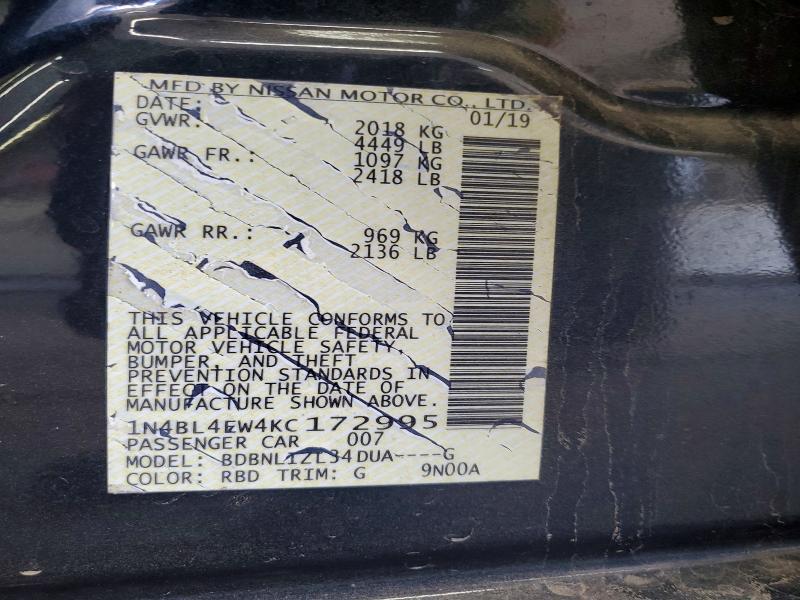 MFD BY NISSAN MOTOR CO., LTD.
DATE: 01/19
GVWR: 2018 KG
4449 LB
GAWR FR.: 1097 KG
2418 LB
GAWR RR.: 969 KG
2136 LB
THIS VEHICLE CONFORMS TO
ALL APPLICABLE FEDERAL
MOTOR VEHICLE SAFETY,
BUMPER, AND THEFT
PREVENTION STANDARDS IN
EFFECT ON THE DATE OF
MANUFACTURE SHOWN ABOVE.
1N4BL4EW4KC172995
PASSENGER CAR 007
MODEL: BDBNLIZL34DUA----G
COLOR: RBD TRIM: G 9N00A